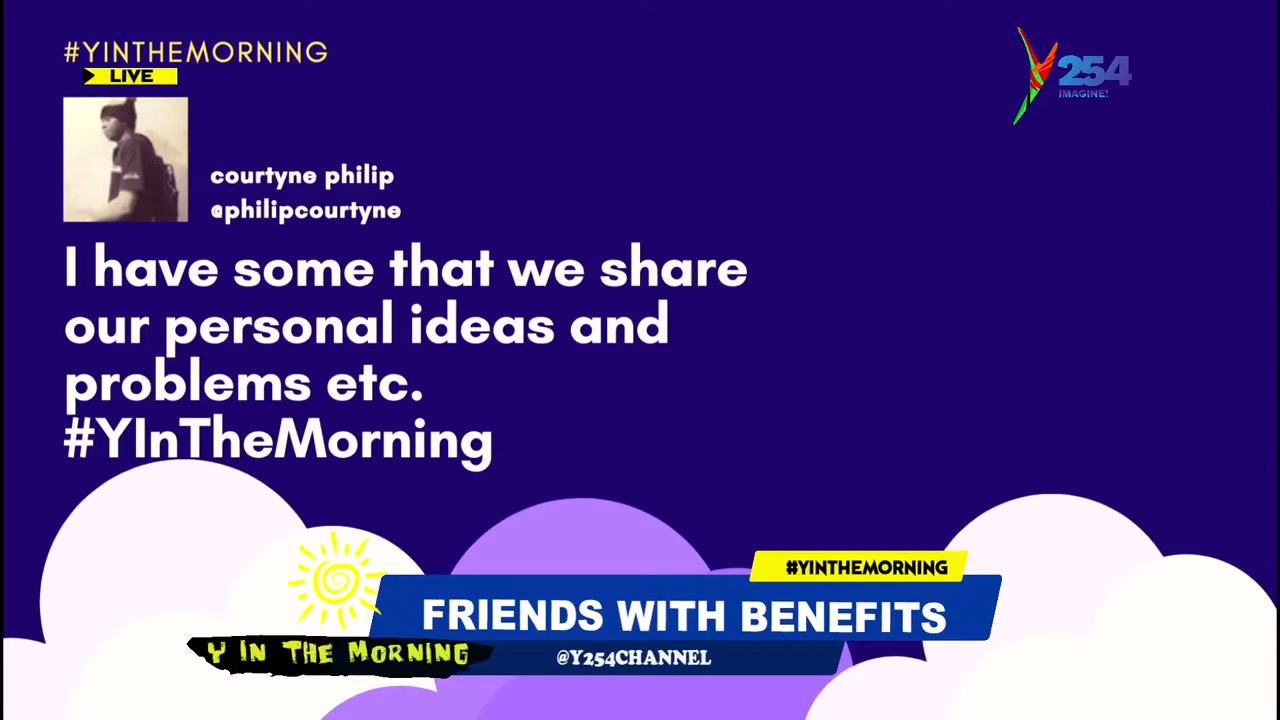 #YINTHEMORNING
LIVE
254
IMAGINE!
courtyne philip
@philipcourtyne
I have some that we share
our personal ideas and
problems etc.
#YInTheMorning
#YINTHEMORNING
FRIENDS WITH BENEFITS
Y IN THE MORNING
@Y254CHANNEL